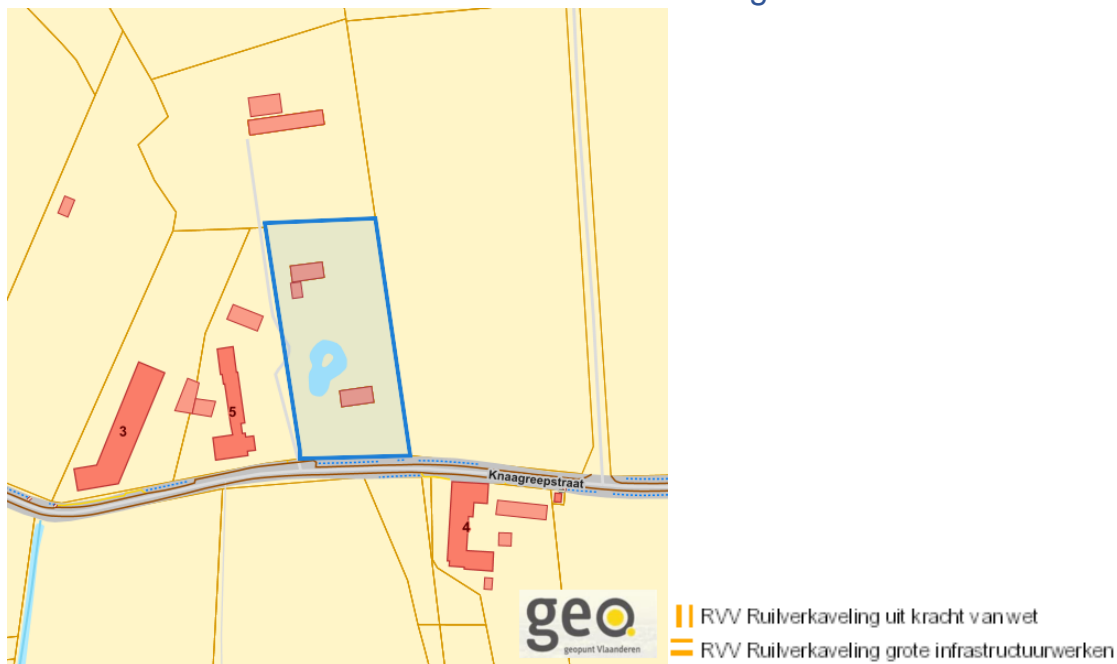 3
5
Knaagreepstraat
4
geo
geopunt Vlaanderen
RVV Ruilverkaveling uit kracht van wet
RVV Ruilverkaveling grote infrastructuurwerken